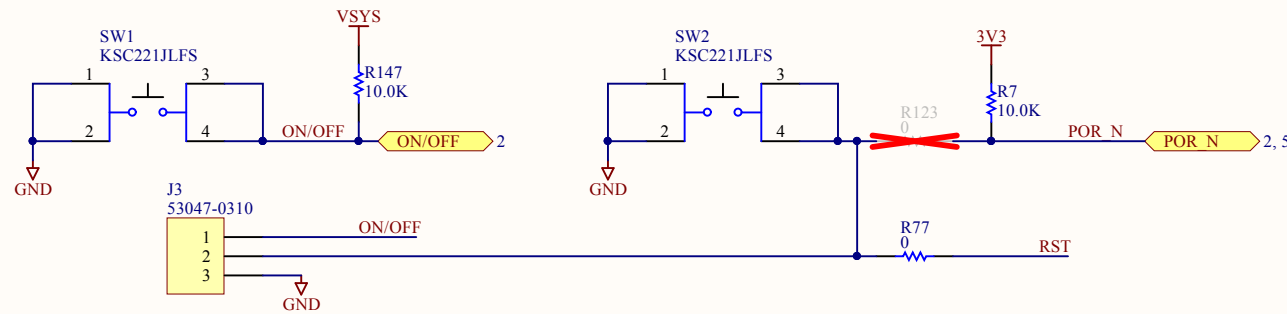 VSYS
SW1
KSC221JLFS
1
3
2
4
R147
10.0K
ON/OFF
ON/OFF
2
GND
SW2
KSC221JLFS
1
3
2
4
R123
0
3V3
R7
10.0K
POR_N
POR_N
2, 5
GND
J3
53047-0310
1
2
3
ON/OFF
GND
R77
0
RST